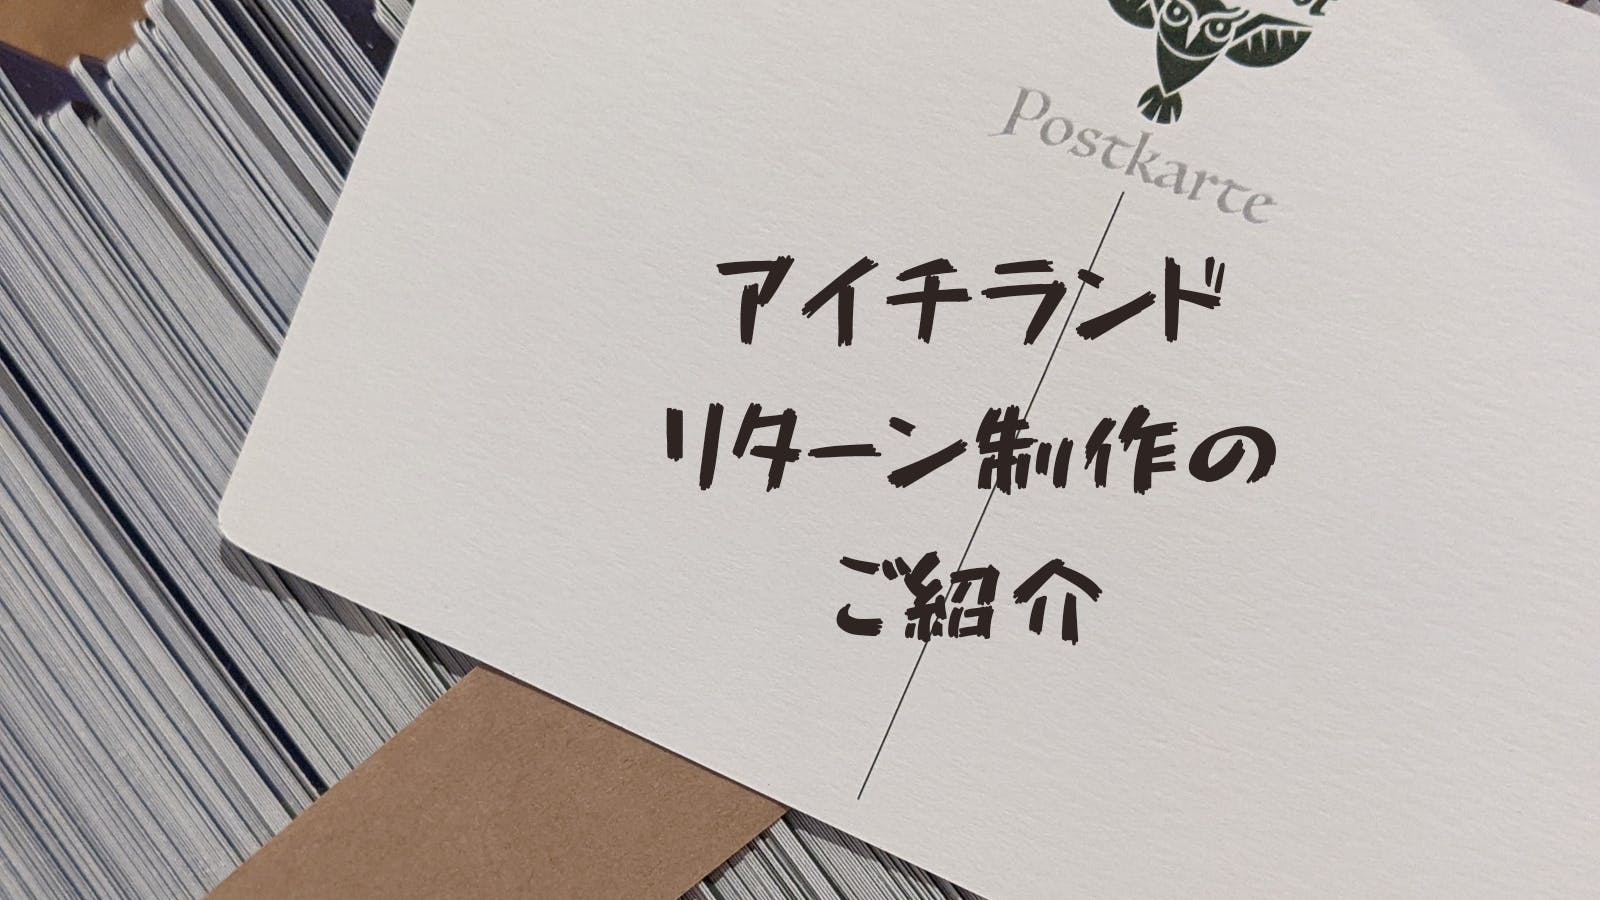 Postkarte
アイチランド
リターン制作の
ご紹介